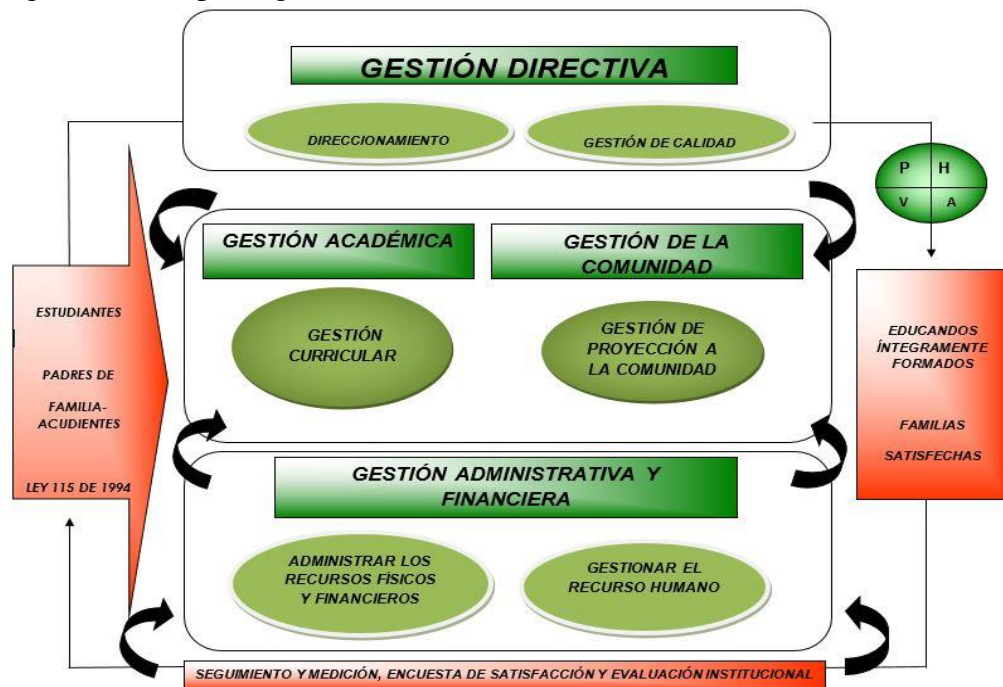 GESTIÓN DIRECTIVA
DIRECCIONAMIENTO
GESTIÓN DE CALIDAD
P H
V A
GESTIÓN ACADÉMICA
GESTIÓN DE LA
COMUNIDAD
GESTIÓN
CURRICULAR
GESTIÓN DE
PROYECCIÓN A
LA COMUNIDAD
ESTUDIANTES
PADRES DE
FAMILIA-
ACUDIENTES
LEY 115 DE 1994
EDUCANDOS
ÍNTEGRAMENTE
FORMADOS
FAMILIAS
SATISFECHAS
GESTIÓN ADMINISTRATIVA Y
FINANCIERA
ADMINISTRAR LOS
RECURSOS FÍSICOS
Y FINANCIEROS
GESTIONAR EL
RECURSO HUMANO
SEGUIMIENTO Y MEDICIÓN, ENCUESTA DE SATISFACCIÓN Y EVALUACIÓN INSTITUCIONAL